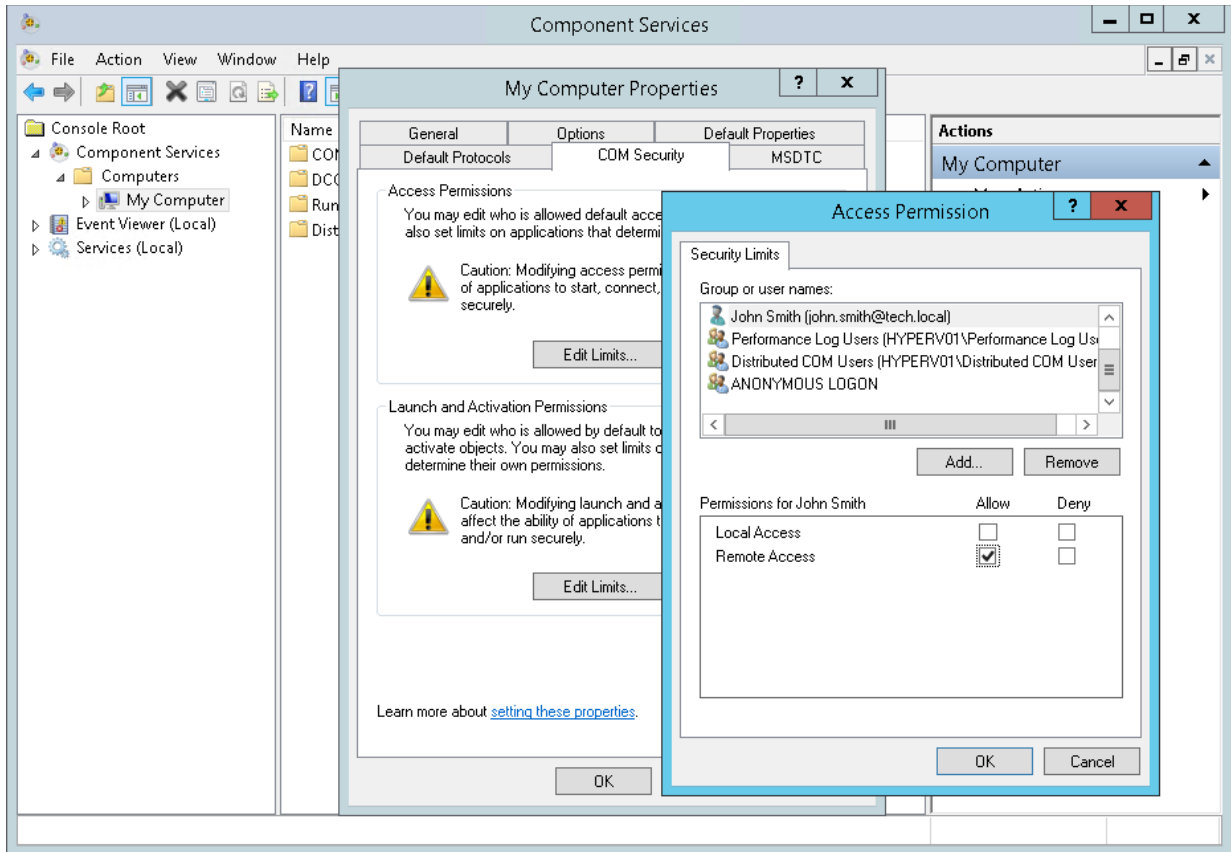 Component Services
File Action View Window Help
Console Root
Component Services
Computers
My Computer
Event Viewer (Local)
Services (Local)
Name
Run
Dist
Actions
My Computer
My Computer Properties
General Options Default Properties
Default Protocols COM Security MSDTC
Access Permissions
You may edit who is allowed default
also set limits on applications that
Caution: Modifying access
of applications to start, connect,
securely.
Edit Limits...
Launch and Activation Permissions
You may edit who is allowed by default to
activate objects. You may also set limits
determine their own permissions.
Caution: Modifying launch and
affect the ability of applications
and/or run securely.
Edit Limits...
Learn more about setting these properties.
OK
Access Permission
Security Limits
Group or user names:
John Smith (john.smith@tech.local)
Performance Log Users (HYPERV01\Performance Log Us
Distributed COM Users (HYPERV01\Distributed COM User
ANONYMOUS LOGON
Add... Remove
Permissions for John Smith Allow Deny
Local Access
Remote Access
OK Cancel